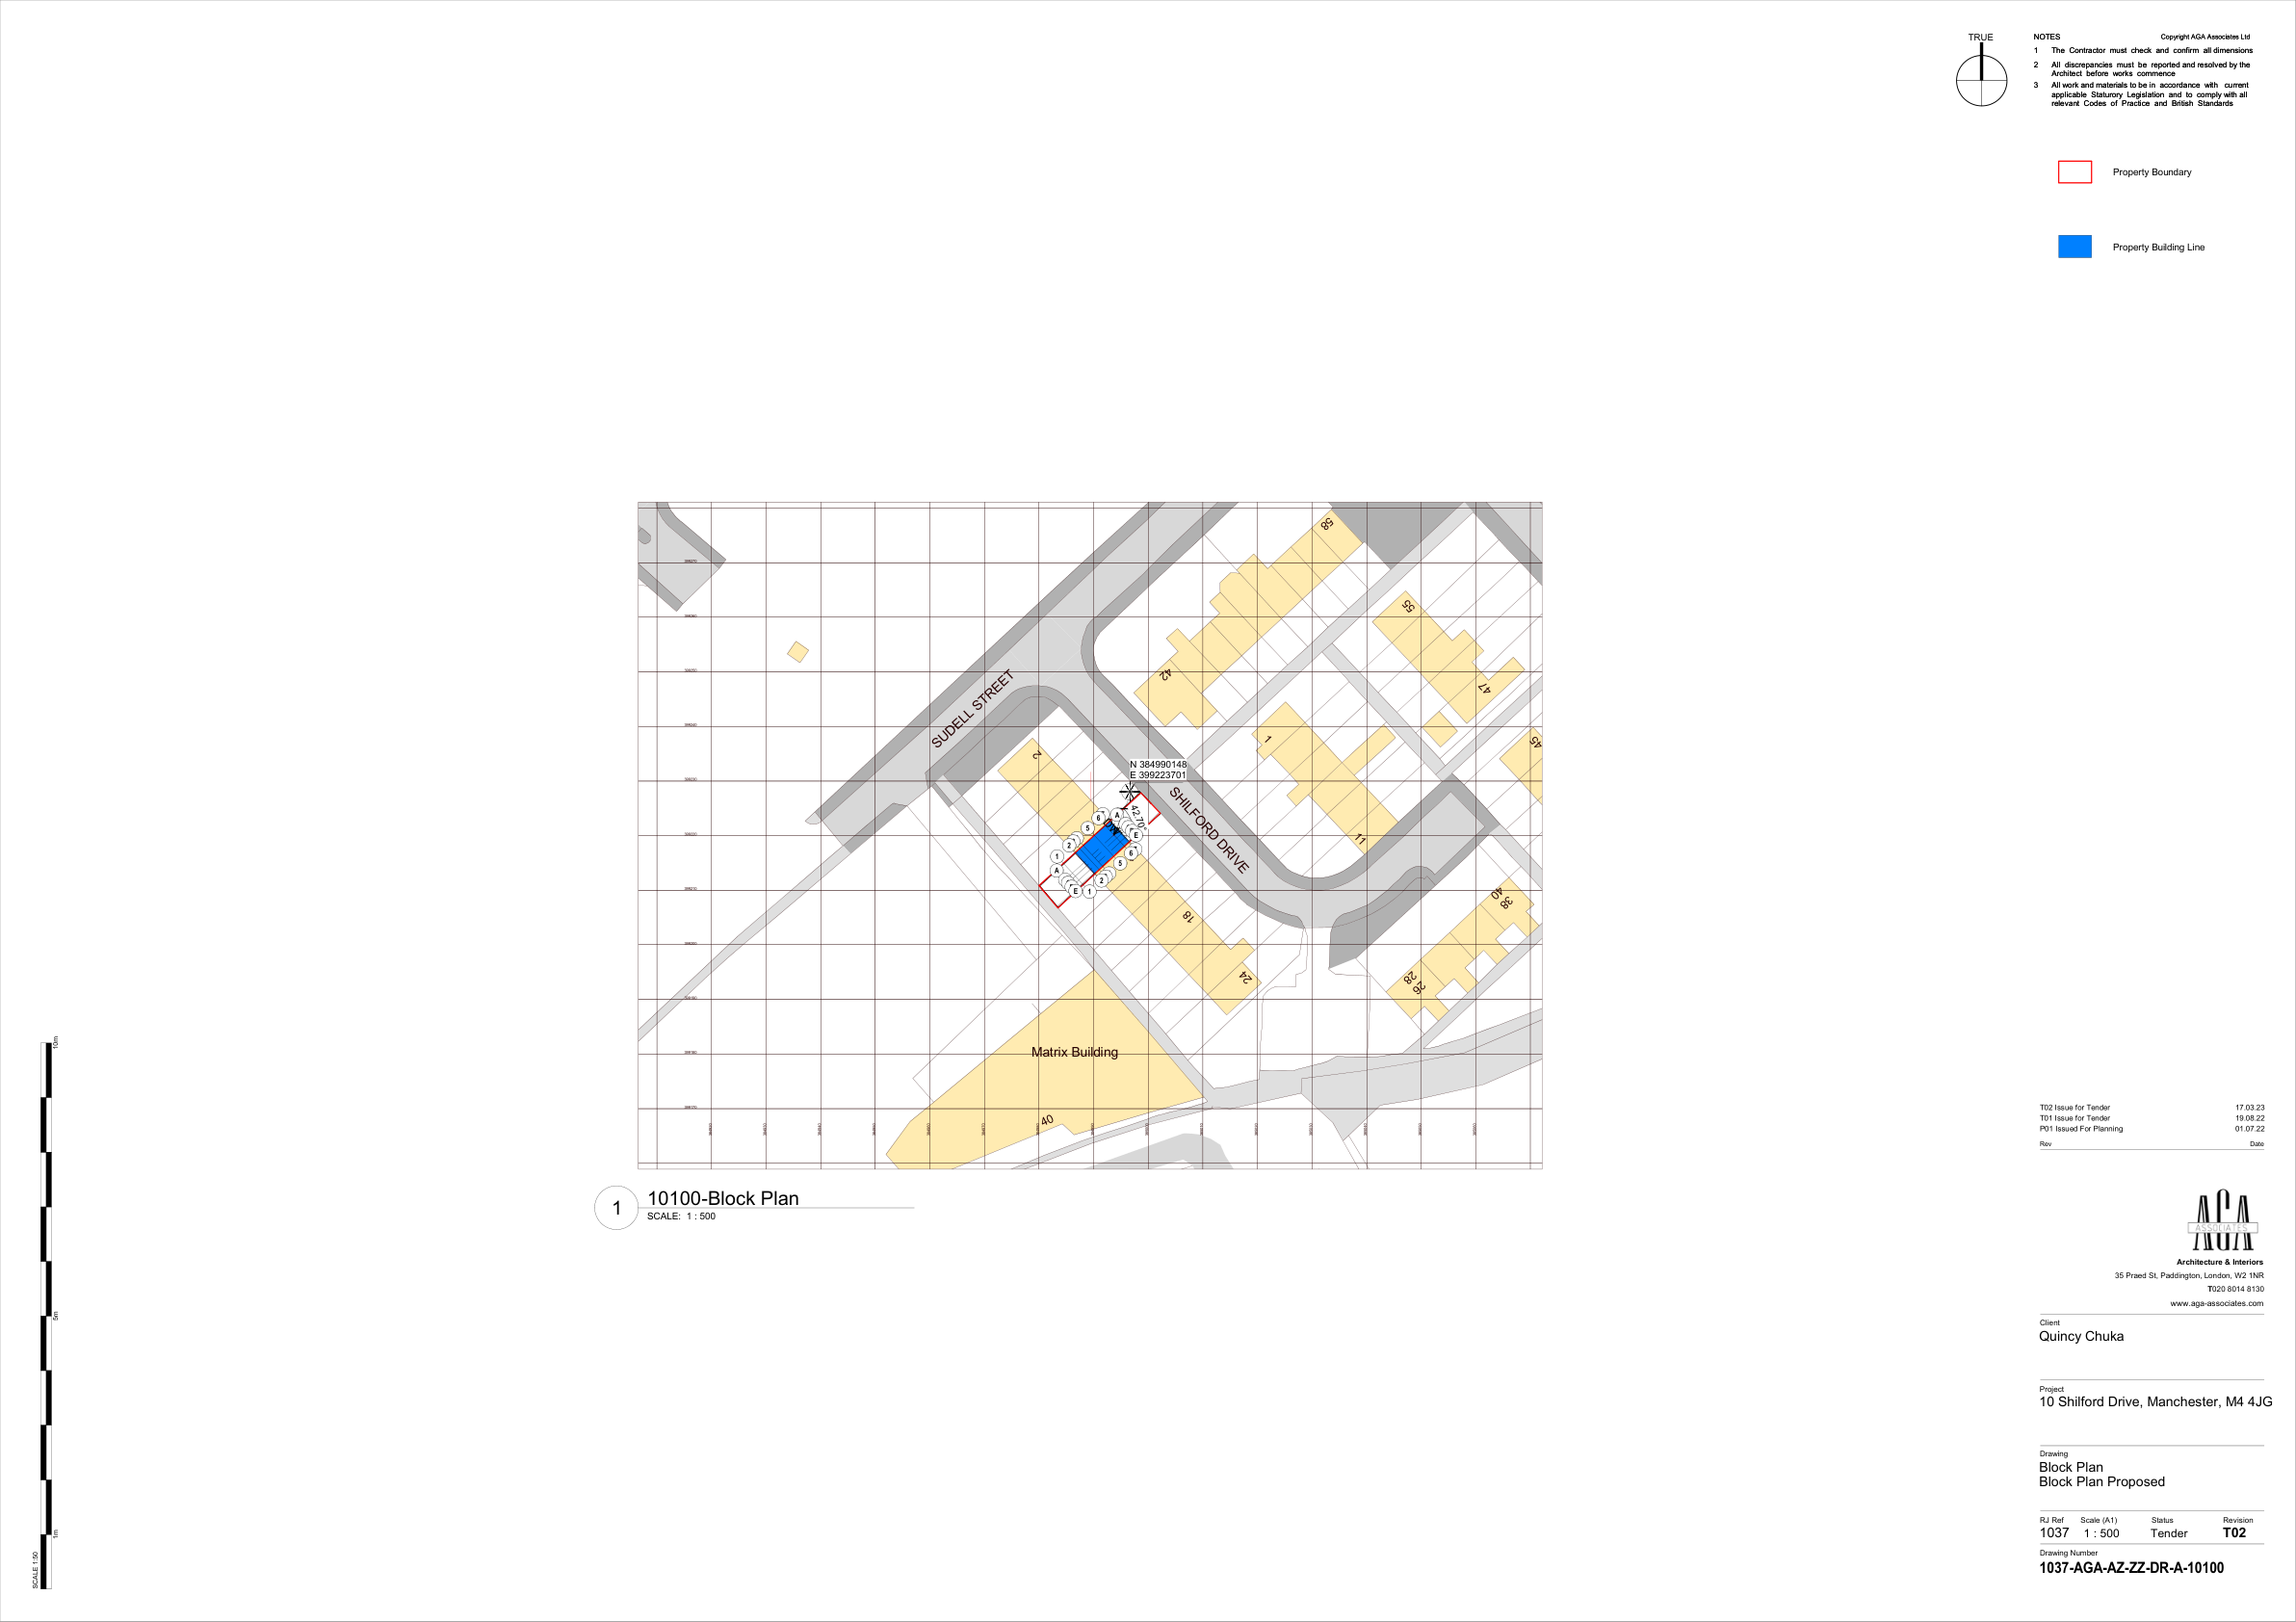 TRUE
NOTES
Copyright AGA Associates Ltd
1 The Contractor must check and confirm all dimensions
2 All discrepancies must be reported and resolved by the
Architect before works commence
3 All work and materials to be in accordance with current
applicable Staturory Legislation and to comply with all
relevant Codes of Practice and British Standards
Property Boundary
Property Building Line
58
55
42
47
SUDELL STREET
1
45
2
N 384990148
E 399223701
SHILFORD DRIVE
42.70°
A
6
5
E
2
6
1
5
A
2
E
1
11
18
40
38
24
28
26
Matrix Building
40
1
10100-Block Plan
SCALE: 1 : 500
10m
5m
1m
SCALE 1:50
T02 Issue for Tender 17.03.23
T01 Issue for Tender 19.08.22
P01 Issued For Planning 01.07.22
Rev Date
AGA
ASSOCIATES
Architecture & Interiors
35 Praed St, Paddington, London, W2 1NR
T020 8014 8130
www.aga-associates.com
Client
Quincy Chuka
Project
10 Shilford Drive, Manchester, M4 4JG
Drawing
Block Plan
Block Plan Proposed
RJ Ref Scale (A1) Status Revision
1037 1 : 500 Tender T02
Drawing Number
1037-AGA-AZ-ZZ-DR-A-10100